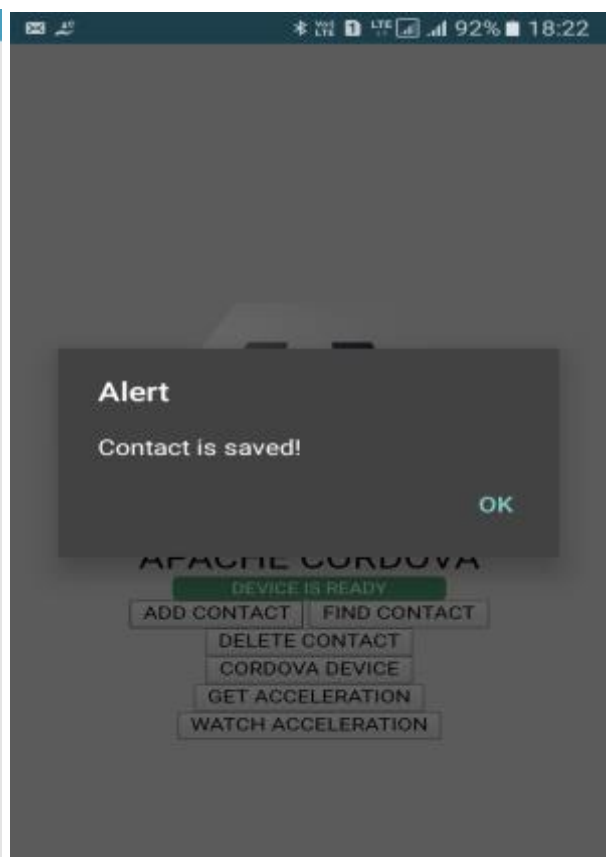 92% 18:22
Alert
Contact is saved!
OK
APACHE CORDOVA
DEVICE IS READY
ADD CONTACT FIND CONTACT
DELETE CONTACT
CORDOVA DEVICE
GET ACCELERATION
WATCH ACCELERATION